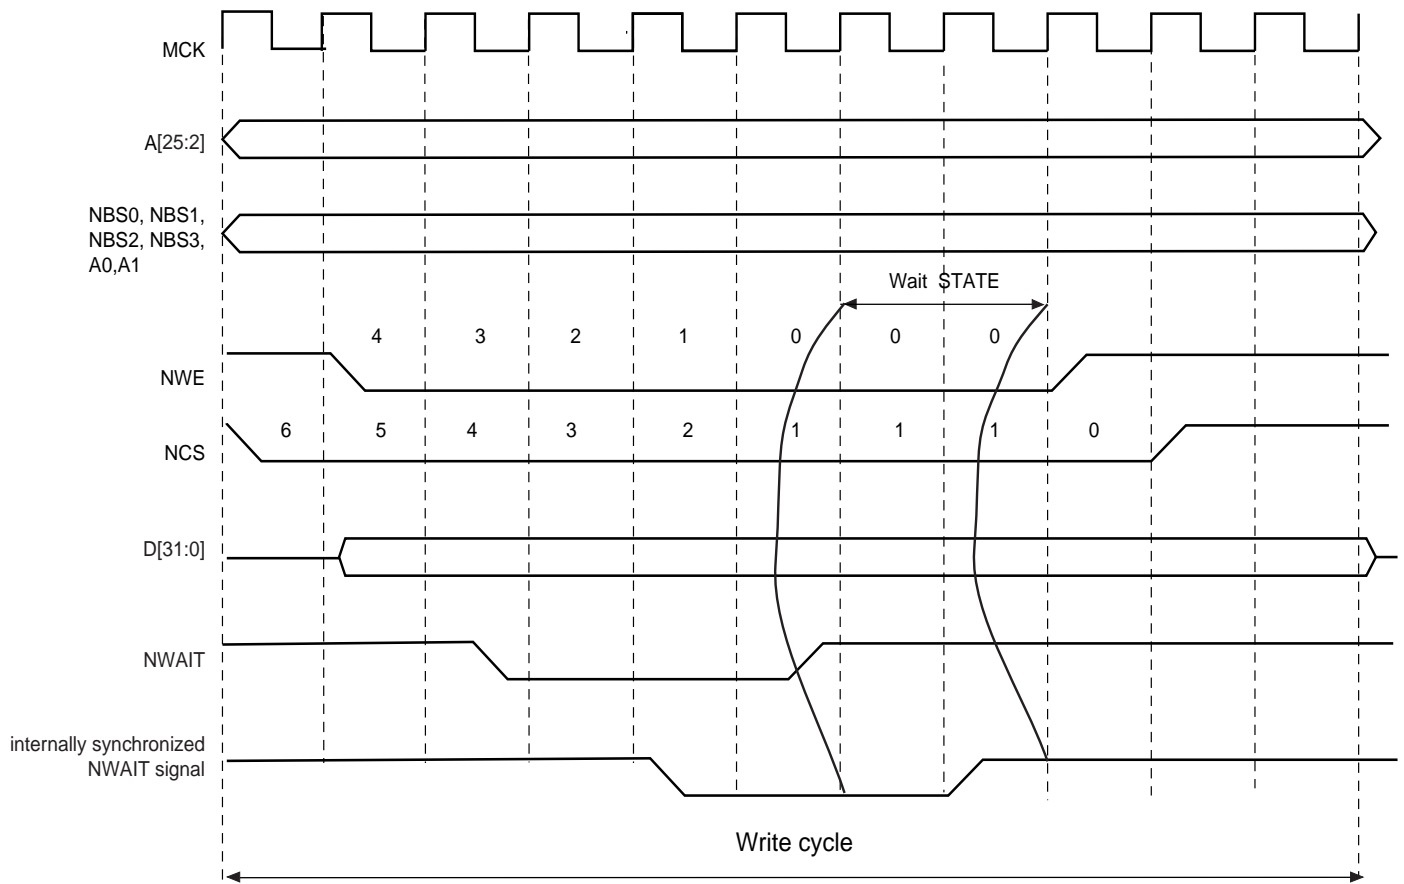 MCK
A[25:2]
NBS0, NBS1,
NBS2, NBS3,
A0,A1
Wait STATE
4 3 2 1 0 0 0
NWE
6 5 4 3 2 1 1 1 0
NCS
D[31:0]
NWAIT
internally synchronized
NWAIT signal
Write cycle